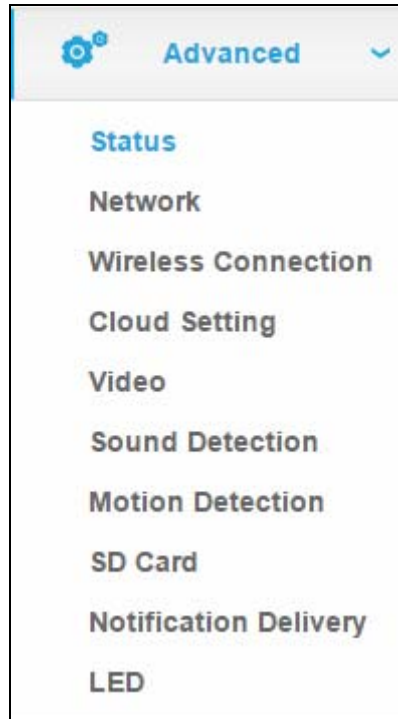 Advanced
Status
Network
Wireless Connection
Cloud Setting
Video
Sound Detection
Motion Detection
SD Card
Notification Delivery
LED